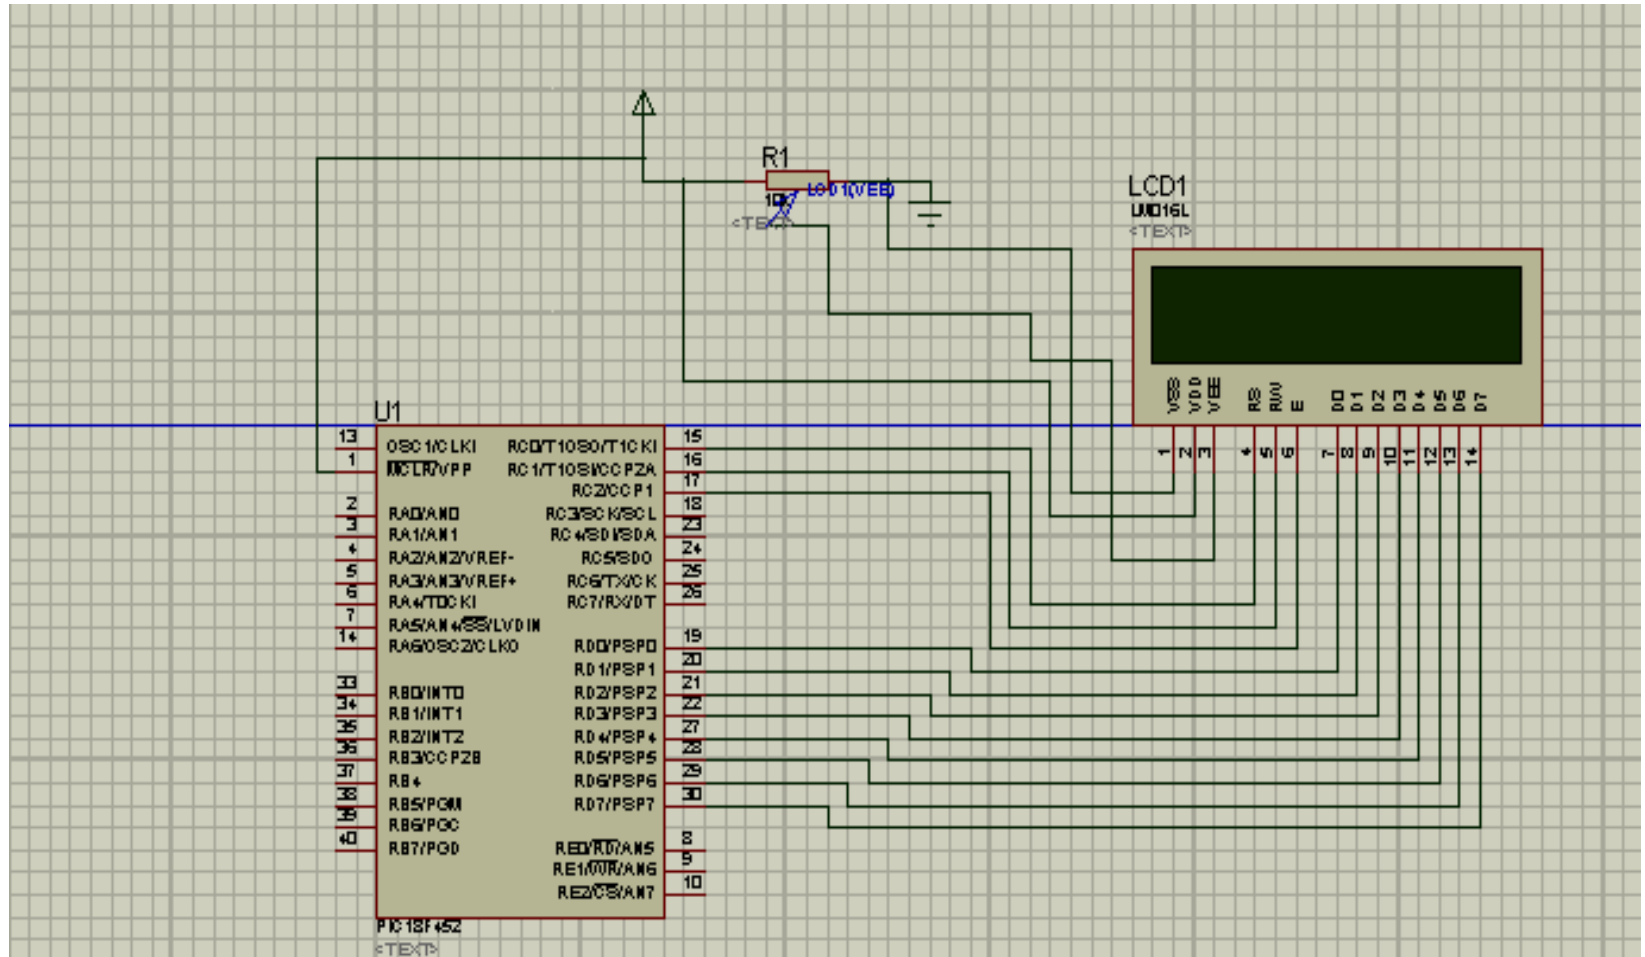 R1
LCD1(VEE)
10k
<TEXT>
LCD1
LM016L
<TEXT>
VSS VDD VEE RS RW E D0 D1 D2 D3 D4 D5 D6 D7
1 2 3 4 5 6 7 8 9 10 11 12 13 14
U1
13 OSC1/CLKI RC0/T1OSO/T1CKI 15
1 MCLR/VPP RC1/T1OSI/CCP2A 16
RC2/CCP1 17
2 RA0/AN0 RC3/SCK/SCL 18
3 RA1/AN1 RC4/SDI/SDA 23
4 RA2/AN2/VREF- RC5/SDO 24
5 RA3/AN3/VREF+ RC6/TX/CK 25
6 RA4/T0CKI RC7/RX/DT 26
7 RA5/AN4/SS/LVDIN
14 RA6/OSC2/CLKO RD0/PSP0 19
RD1/PSP1 20
33 RB0/INT0 RD2/PSP2 21
34 RB1/INT1 RD3/PSP3 22
35 RB2/INT2 RD4/PSP4 27
36 RB3/CCP2B RD5/PSP5 28
37 RB4 RD6/PSP6 29
38 RB5/PGM RD7/PSP7 30
39 RB6/PGC
40 RB7/PGD RE0/RD/AN5 8
RE1/WR/AN6 9
RE2/CS/AN7 10
PIC18F452
<TEXT>